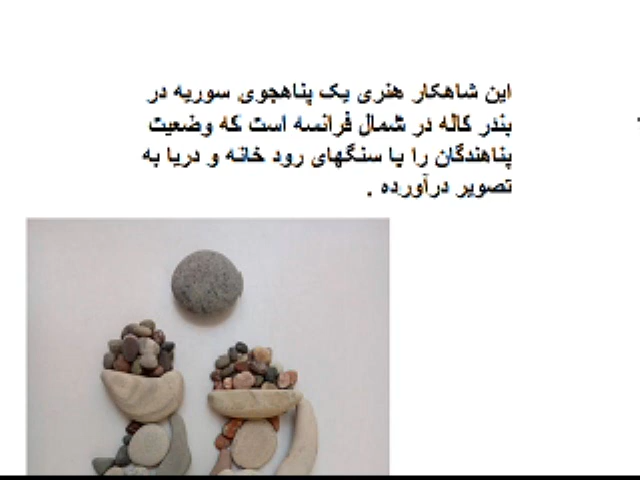 این شاهکار هنری یک پناهجوی سوریه در
بندر کاله در شمال فرانسه است که وضعیت
پناهندگان را با سنگهای رود خانه و دریا به
تصویر درآورده .